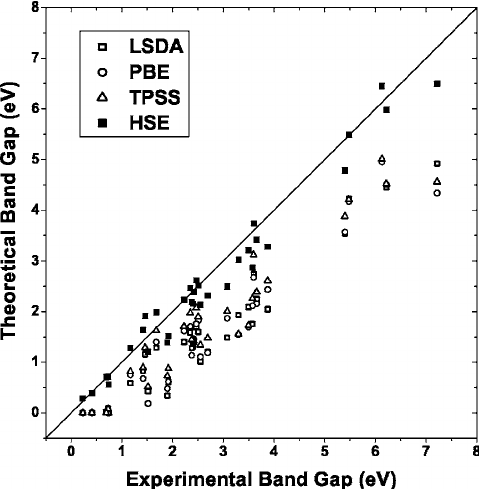 8
7
6
5
4
3
2
1
0
Theoretical Band Gap (eV)
LSDA
PBE
TPSS
HSE
0 1 2 3 4 5 6 7 8
Experimental Band Gap (eV)